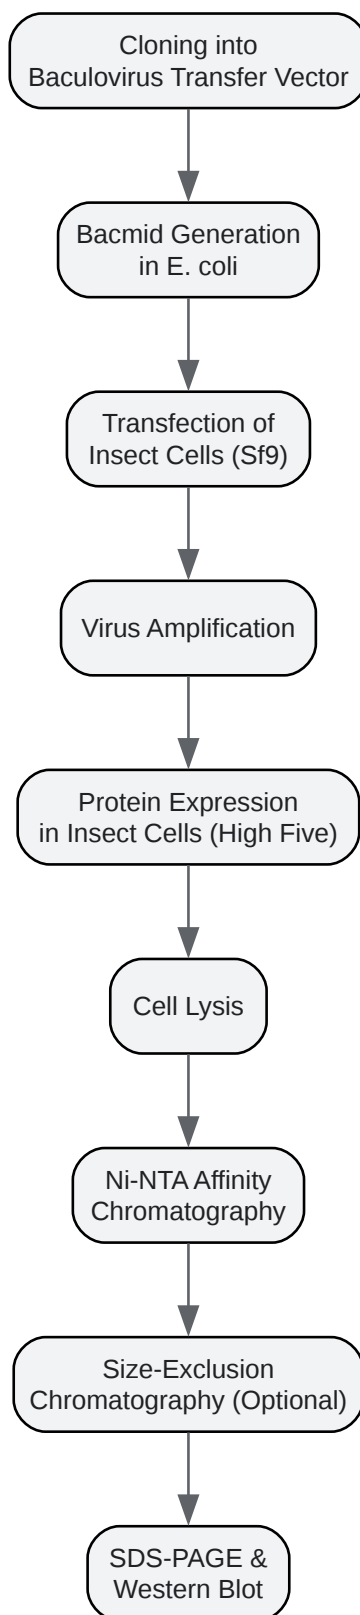 Cloning into
Baculovirus Transfer Vector
Bacmid Generation
in E. coli
Transfection of
Insect Cells (Sf9)
Virus Amplification
Protein Expression
in Insect Cells (High Five)
Cell Lysis
Ni-NTA Affinity
Chromatography
Size-Exclusion
Chromatography (Optional)
SDS-PAGE &
Western Blot